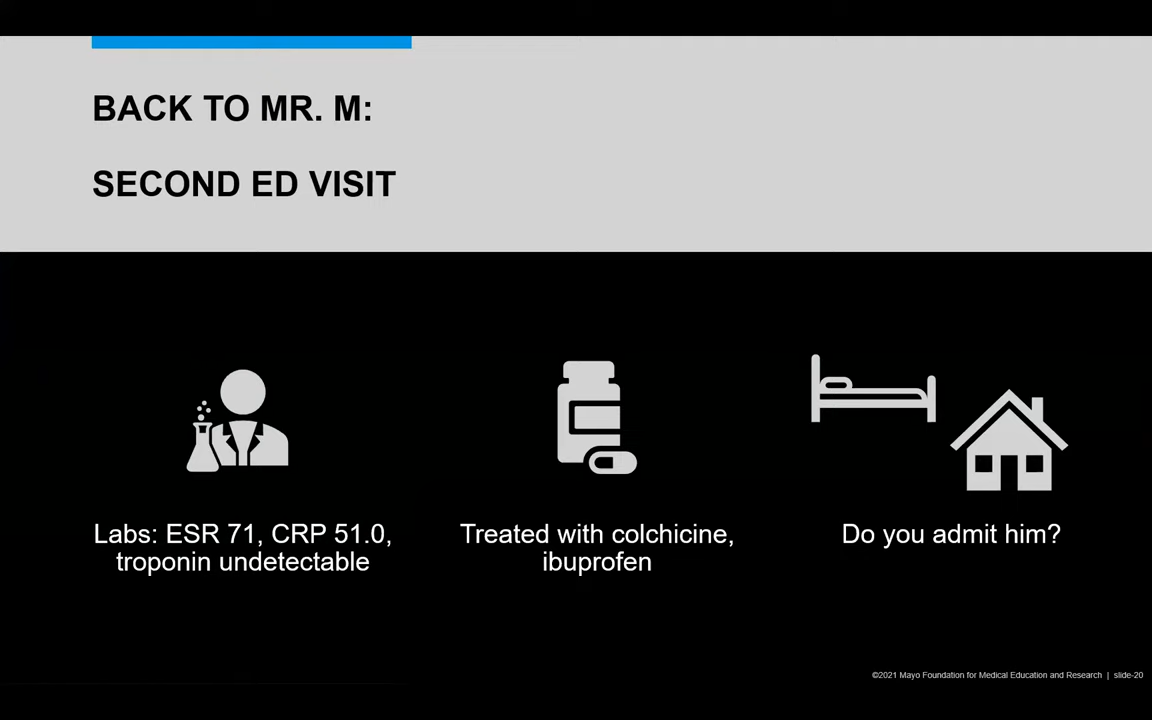 BACK TO MR. M:
SECOND ED VISIT
Labs: ESR 71, CRP 51.0,
troponin undetectable
Treated with colchicine,
ibuprofen
Do you admit him?
©2021 Mayo Foundation for Medical Education and Research | slide-20